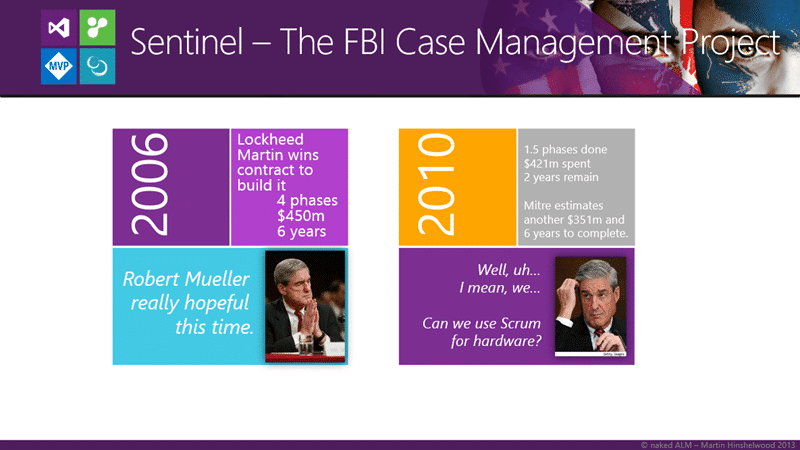 MVP
Sentinel – The FBI Case Management Project
2006
Lockheed
Martin wins
contract to
build it
4 phases
$450m
6 years
Robert Mueller
really hopeful
this time.
2010
1.5 phases done
$421m spent
2 years remain
Mitre estimates
another $351m and
6 years to complete.
Well, uh...
I mean, we...
Can we use Scrum
for hardware?
Getty Images
© naked ALM – Martin Hinshelwood 2013